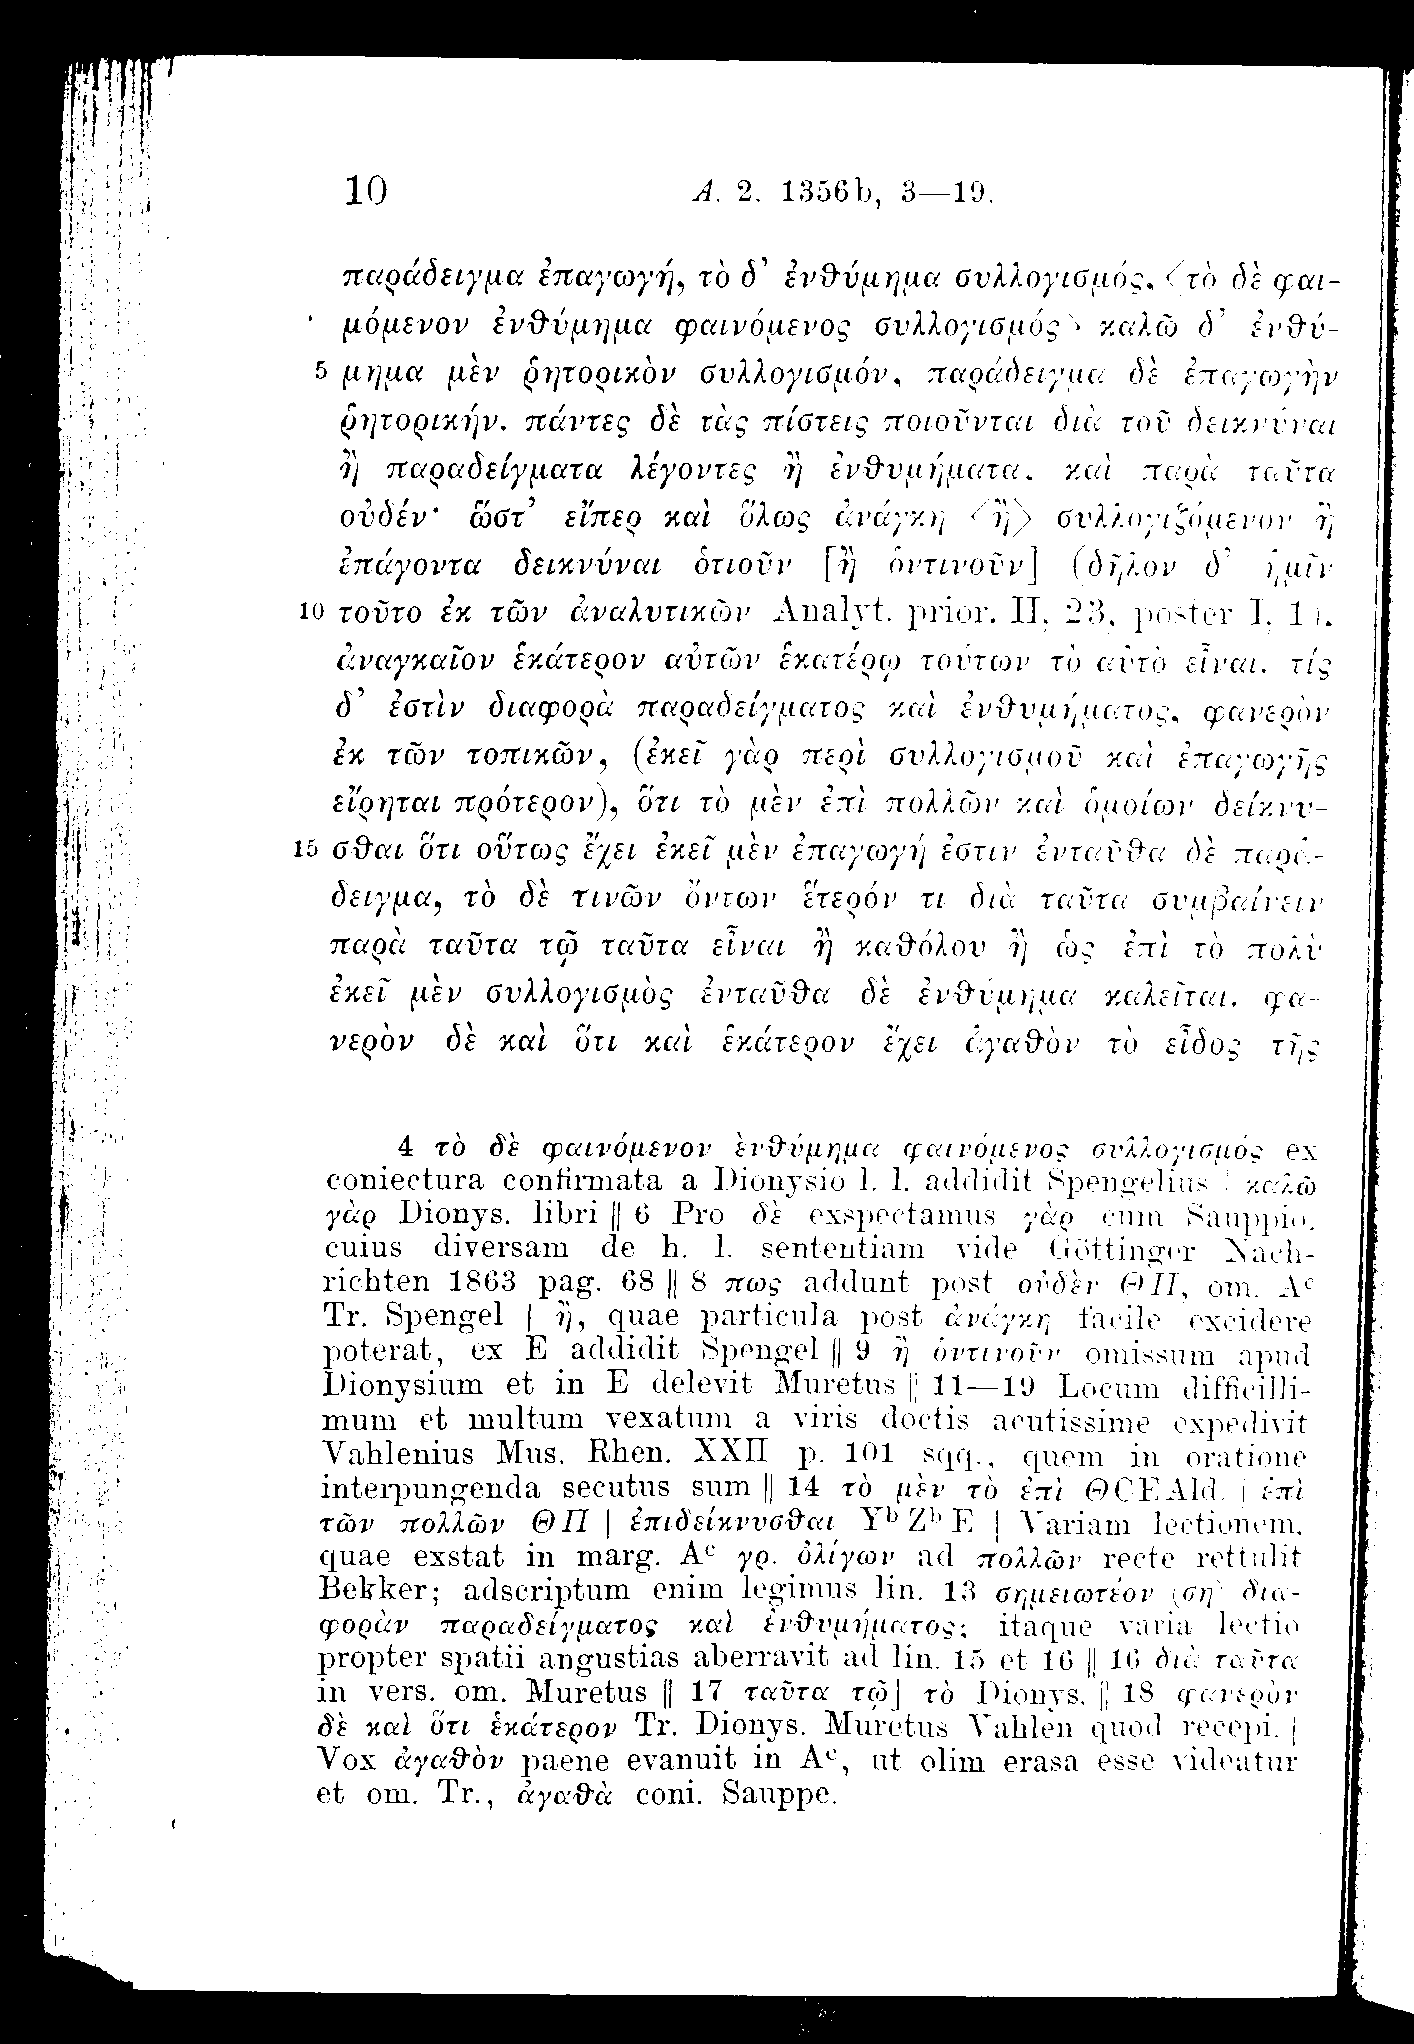 10 A. 2. 1356b, 3—19.
παράδειγμα ἐπαγωγή, τὸ δ’ ἐνθύμημα συλλογισμός. <τὸ δὲ φαι-
μόμενον ἐνθύμημα φαινόμενος συλλογισμός> καλῶ δ’ ἐνθύ-
5 μημα μὲν ῥητορικὸν συλλογισμόν, παράδειγμα δὲ ἐπαγωγὴν
ῥητορικήν. πάντες δὲ τὰς πίστεις ποιοῦνται διὰ τοῦ δεικνύναι
ἢ παραδείγματα λέγοντες ἢ ἐνθυμήματα. καὶ παρὰ ταῦτα
οὐδέν· ὥστ’ εἴπερ καὶ ὅλως ἀνάγκη <ἢ> συλλογιζόμενον ἢ
ἐπάγοντα δεικνύναι ὁτιοῦν [ἢ ὁντινοῦν] (δῆλον δ’ ἡμῖν
10 τοῦτο ἐκ τῶν ἀναλυτικῶν Analyt. prior. II, 23. poster I, 1).
ἀναγκαῖον ἑκάτερον αὐτῶν ἑκατέρῳ τούτων τὸ αὐτὸ εἶναι. τίς
δ’ ἐστὶν διαφορὰ παραδείγματος καὶ ἐνθυμήματος, φανερὸν
ἐκ τῶν τοπικῶν, (ἐκεῖ γὰρ περὶ συλλογισμοῦ καὶ ἐπαγωγῆς
εἴρηται πρότερον), ὅτι τὸ μὲν ἐπὶ πολλῶν καὶ ὁμοίων δείκνυ-
15 σθαι ὅτι οὕτως ἔχει ἐκεῖ μὲν ἐπαγωγή ἐστιν ἐνταῦθα δὲ παρά-
δειγμα, τὸ δὲ τινῶν ὄντων ἕτερόν τι διὰ ταῦτα συμβαίνειν
παρὰ ταῦτα τῷ ταῦτα εἶναι ἢ καθόλου ἢ ὡς ἐπὶ τὸ πολὺ
ἐκεῖ μὲν συλλογισμὸς ἐνταῦθα δὲ ἐνθύμημα καλεῖται. φα-
νερὸν δὲ καὶ ὅτι καὶ ἑκάτερον ἔχει ἀγαθὸν τὸ εἶδος τῆς
4 τὸ δὲ φαινόμενον ἐνθύμημα φαινόμενος συλλογισμός ex
coniectura confirmata a Dionysio l. l. addidit Spengelius | καλῶ
γὰρ Dionys. libri || 6 Pro δὲ exspectamus γὰρ cum Sauppio,
cuius diversam de h. l. sententiam vide Göttinger Nach-
richten 1863 pag. 68 || 8 πως addunt post οὐδὲν ΘΠ, om. Aᶜ
Tr. Spengel | ἢ, quae particula post ἀνάγκη facile excidere
poterat, ex E addidit Spengel || 9 ἢ ὁντινοῦν omissum apud
Dionysium et in E delevit Muretus || 11—19 Locum difficilli-
mum et multum vexatum a viris doctis acutissime expedivit
Vahlenius Mus. Rhen. XXII p. 101 sqq., quem in oratione
interpungenda secutus sum || 14 τὸ μὲν τὸ ἐπὶ ΘCEAld. | ἐπὶ
τῶν πολλῶν ΘΠ | ἐπιδείκνυσθαι Yᵇ Zᵇ E | Variam lectionem,
quae exstat in marg. Aᶜ γρ. ὀλίγων ad πολλῶν recte rettulit
Bekker; adscriptum enim legimus lin. 13 σημειωτέον (ση) δια-
φορὰν παραδείγματος καὶ ἐνθυμήματος; itaque varia lectio
propter spatii angustias aberravit ad lin. 15 et 16 || 16 διὰ ταῦτα
in vers. om. Muretus || 17 ταῦτα τῷ] τὸ Dionys. || 18 φανερὸν
δὲ καὶ ὅτι ἑκάτερον Tr. Dionys. Muretus Vahlen quod recepi. |
Vox ἀγαθὸν paene evanuit in Aᶜ, ut olim erasa esse videatur
et om. Tr., ἀγαθὰ coni. Sauppe.